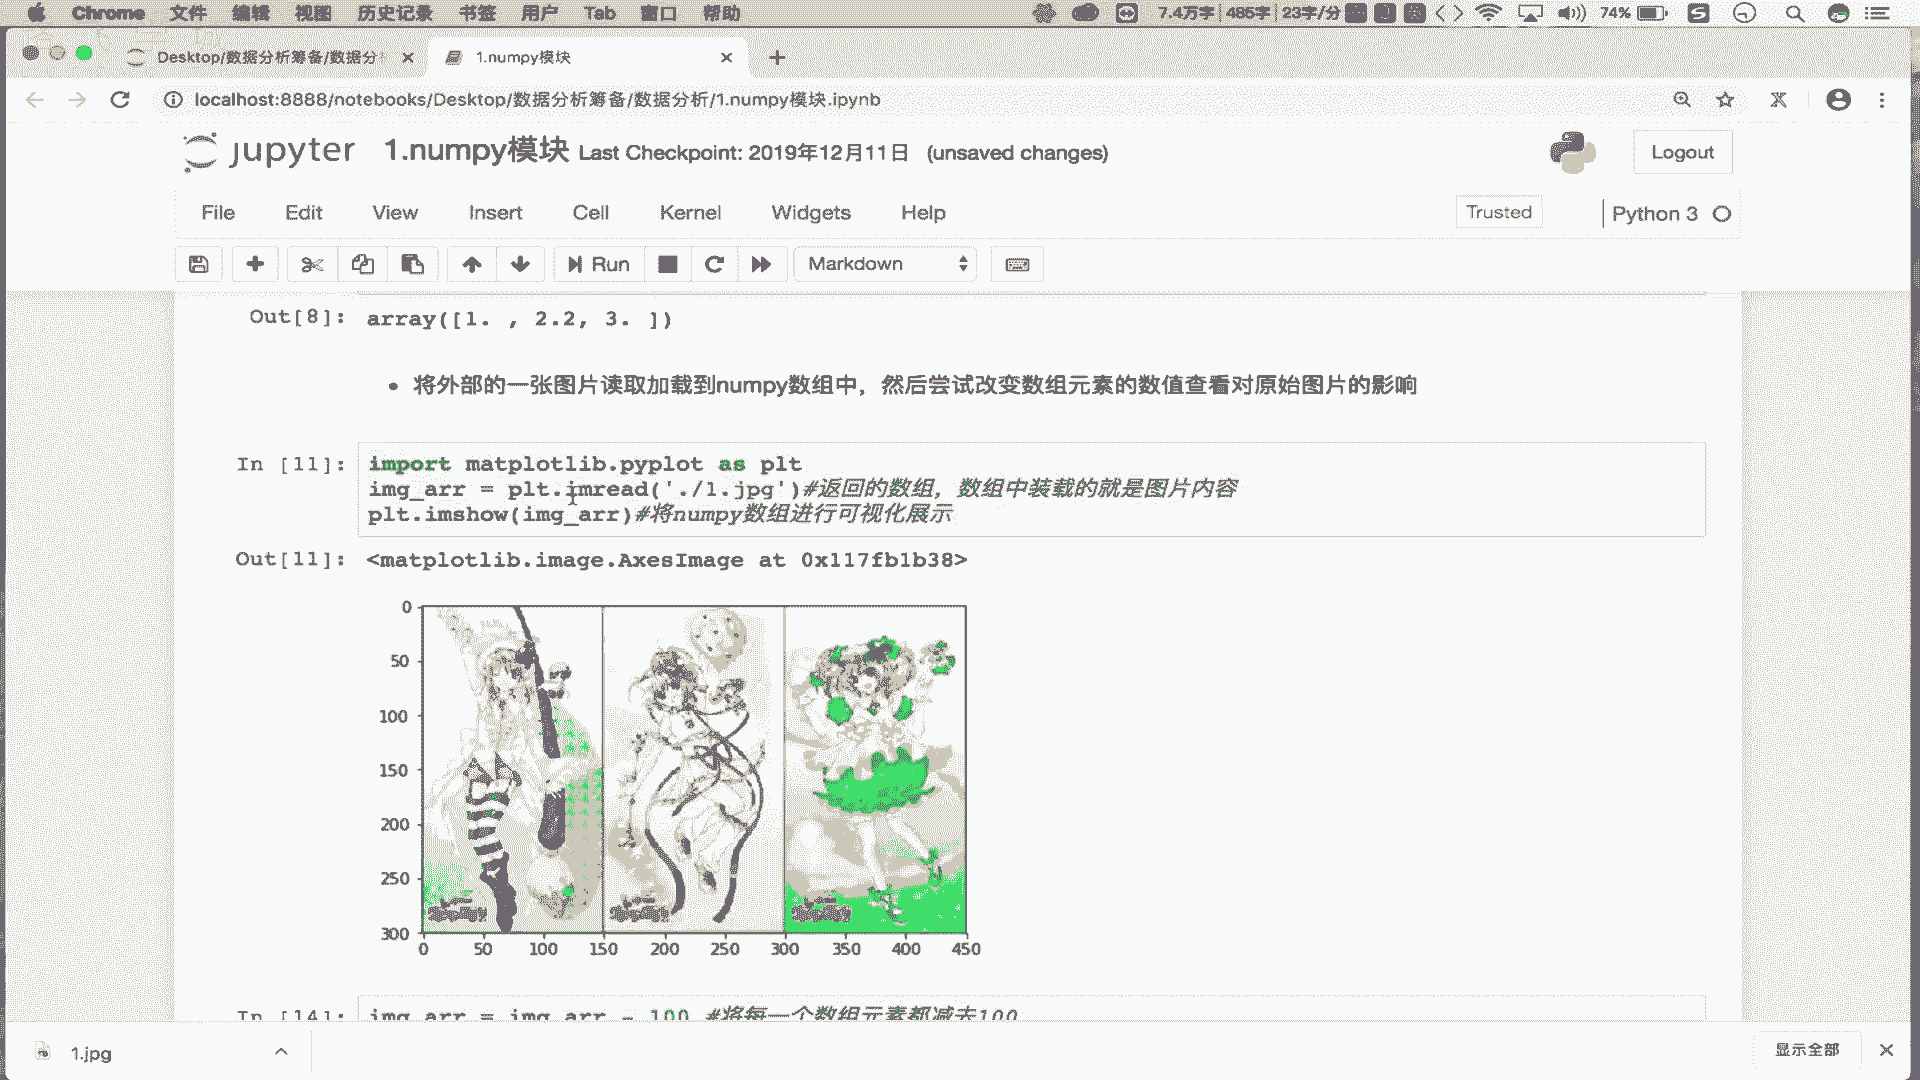 Chrome 文件 编辑 视图 历史记录 书签 用户 Tab 窗口 帮助 7.4万字 485字 23字/分 74%
Desktop/数据分析筹备/数据分 1.numpy模块
localhost:8888/notebooks/Desktop/数据分析筹备/数据分析/1.numpy模块.ipynb
jupyter 1.numpy模块 Last Checkpoint: 2019年12月11日 (unsaved changes) Logout
File Edit View Insert Cell Kernel Widgets Help Trusted Python 3
Run Markdown
Out[8]: array([1. , 2.2, 3. ])
• 将外部的一张图片读取加载到numpy数组中，然后尝试改变数组元素的数值查看对原始图片的影响
In [11]: import matplotlib.pyplot as plt
img_arr = plt.imread('./1.jpg')#返回的数组，数组中装载的就是图片内容
plt.imshow(img_arr)#将numpy数组进行可视化展示
Out[11]: <matplotlib.image.AxesImage at 0x117fb1b38>
0
50
100
150
200
250
300
0 50 100 150 200 250 300 350 400 450
In [14]: img_arr = img_arr - 100 #将每一个数组元素都减去100
1.jpg 显示全部